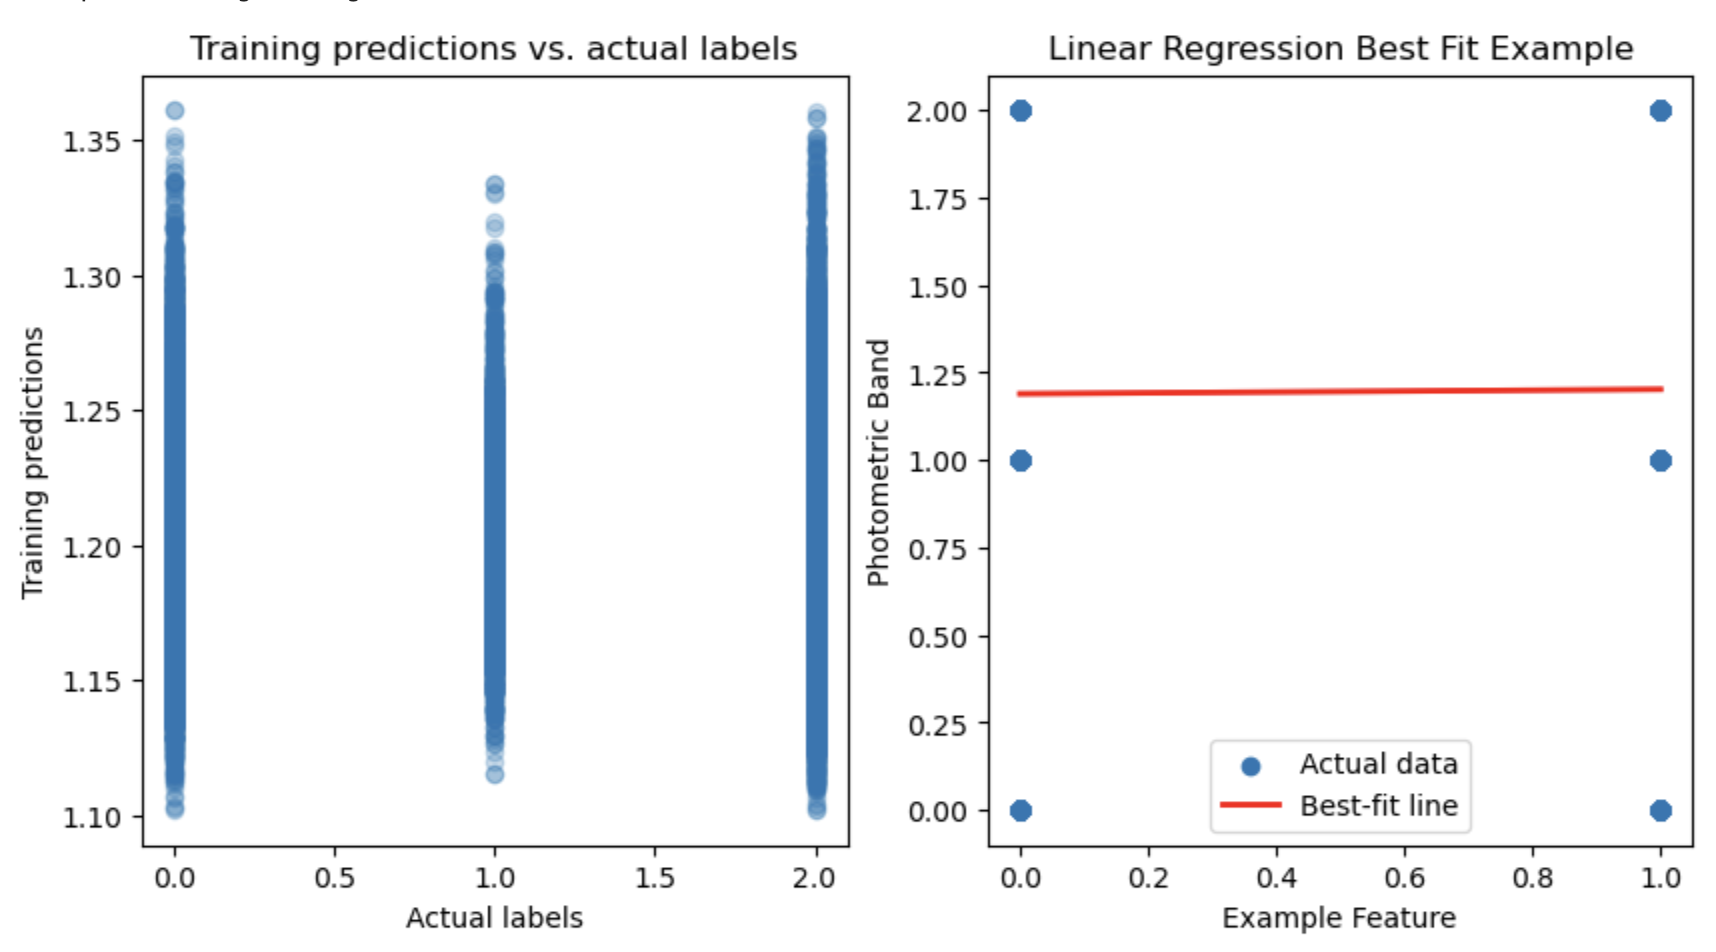 Training predictions vs. actual labels
Training predictions
1.35
1.30
1.25
1.20
1.15
1.10
0.0 0.5 1.0 1.5 2.0
Actual labels
Linear Regression Best Fit Example
Photometric Band
2.00
1.75
1.50
1.25
1.00
0.75
0.50
0.25
0.00
Actual data
Best-fit line
0.0 0.2 0.4 0.6 0.8 1.0
Example Feature